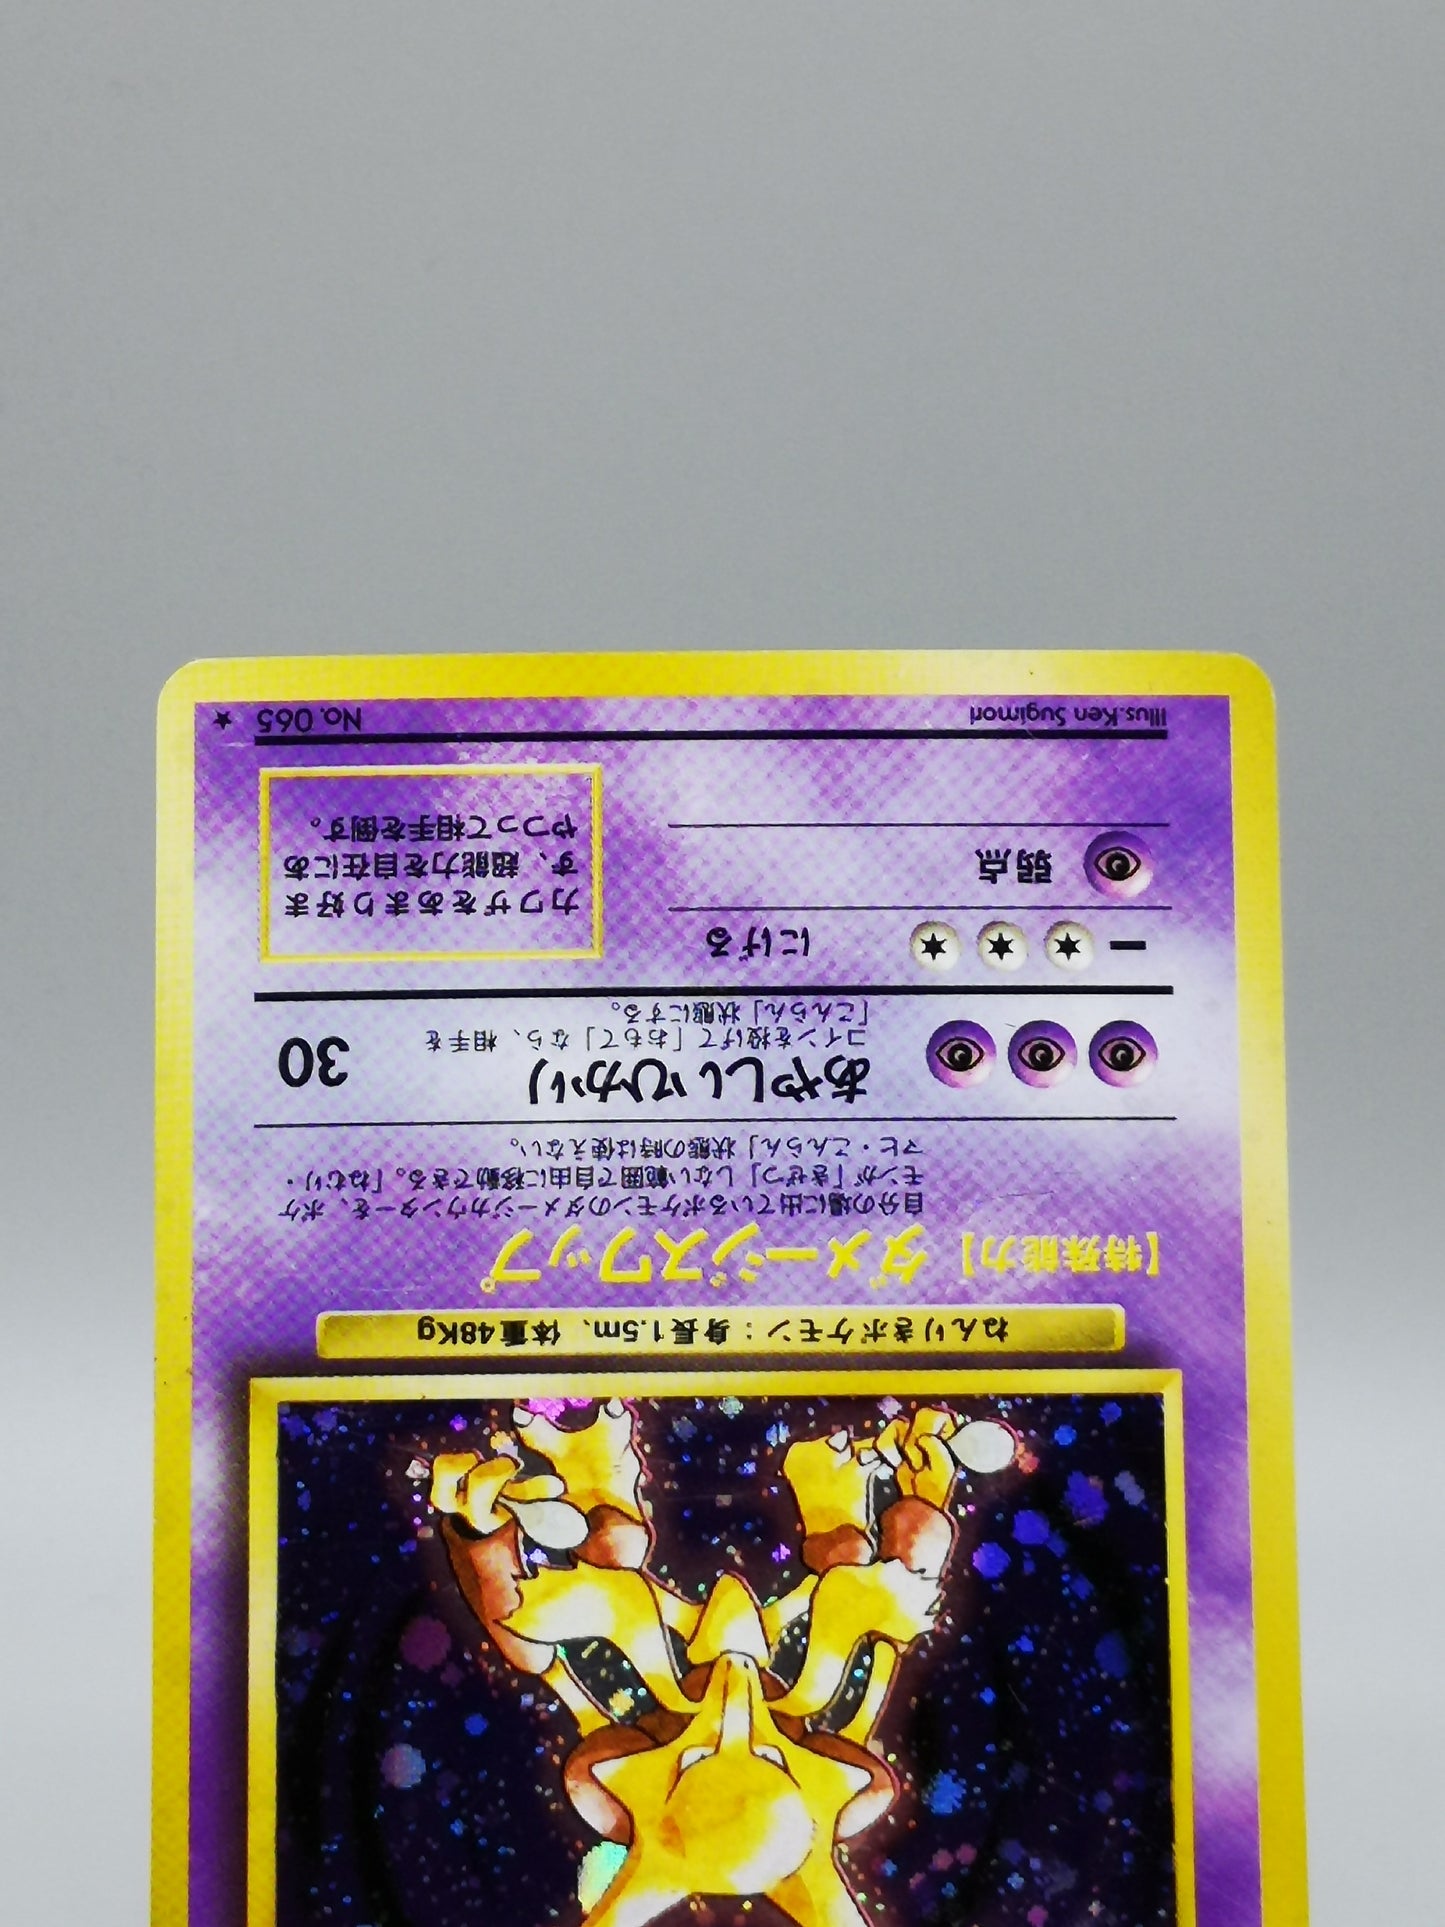 ねんりきポケモン：身長1.5m、体重48Kg
【特殊能力】ダメージスワップ
自分の場に出ているポケモンのダメージカウンターを、ポケ
モンが「きぜつ」しない範囲で自由に移動できる。「ねむり・
マヒ・こんらん」状態の時は使えない。
あやしいひかり 30
コインを投げて「おもて」なら、相手を
「こんらん」状態にする。
ー にげる
弱点
カワザをあまり好ま
ず、超能力を自在にあ
やつって相手を倒す。
Illus.Ken Sugimori No. 065 ★